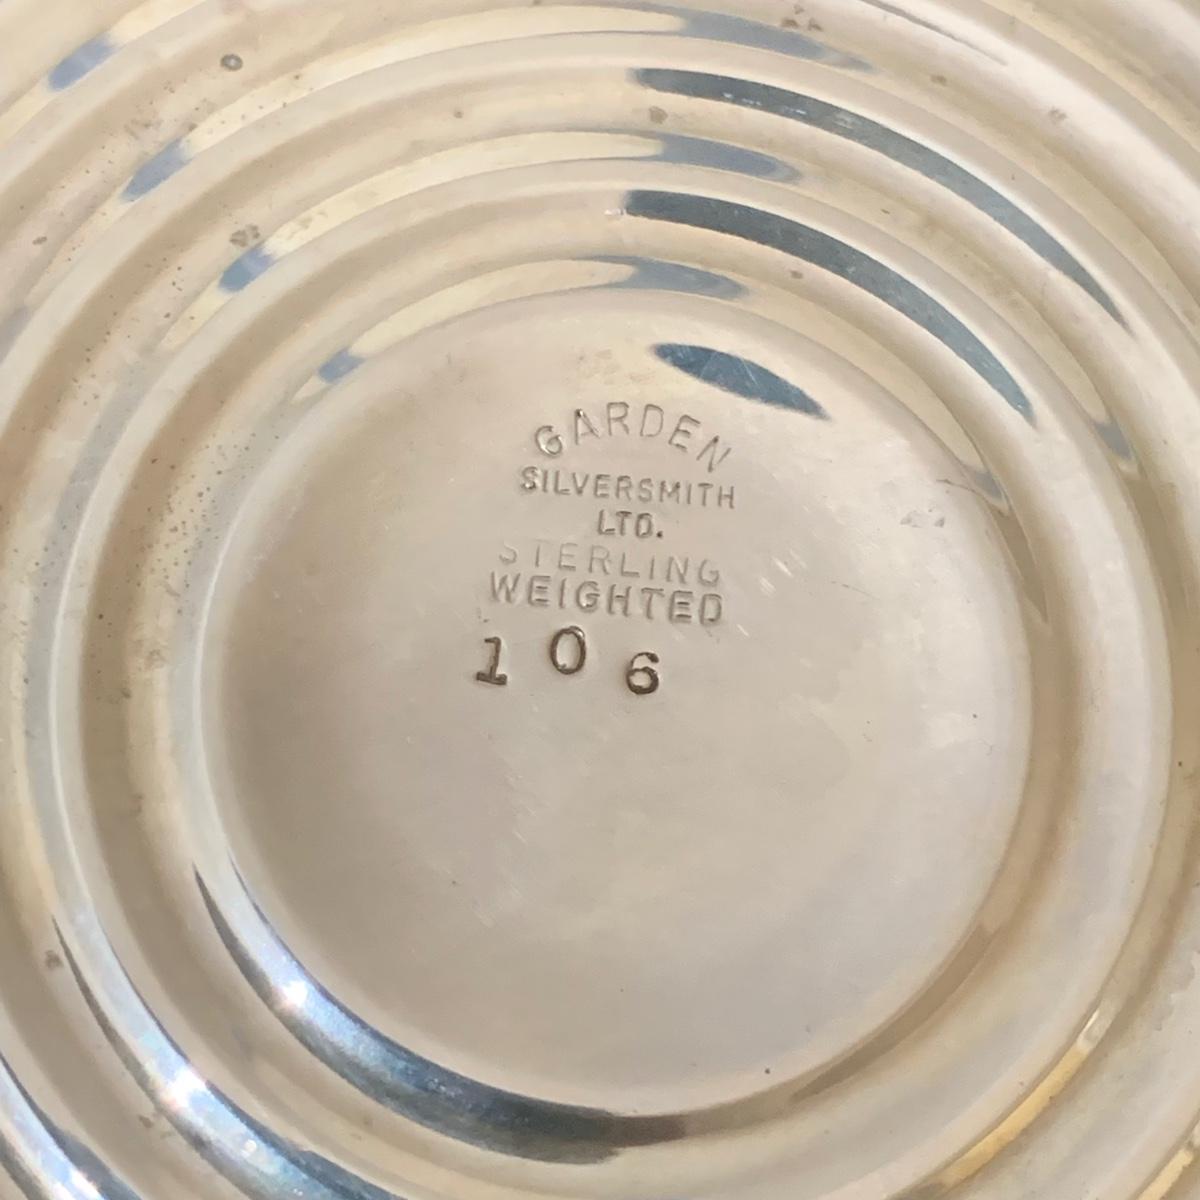 GARDEN
SILVERSMITH
LTD.
STERLING
WEIGHTED
106